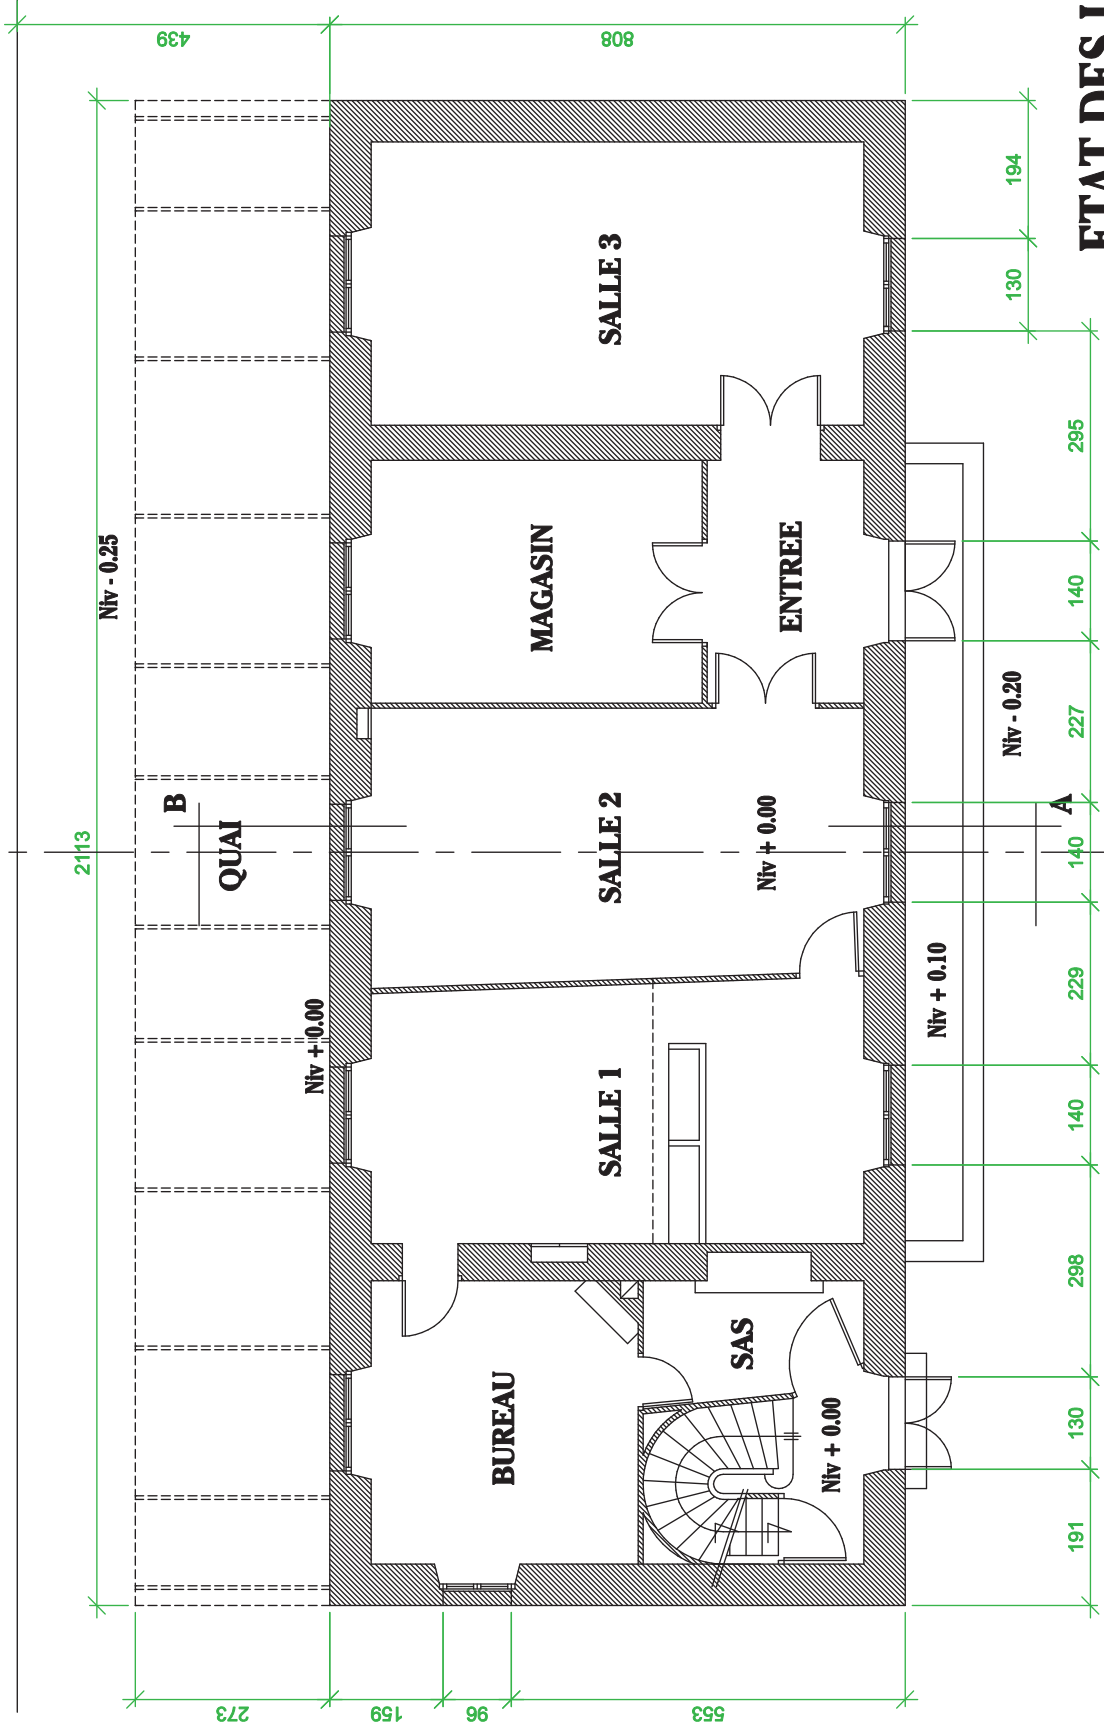 439
808
2113
Niv - 0.25
B
QUAI
Niv + 0.00
273
159
96
553
SALLE 3
MAGASIN
ENTREE
SALLE 2
Niv + 0.00
SALLE 1
BUREAU
SAS
Niv + 0.00
Niv + 0.10
Niv - 0.20
A
191
130
298
140
229
140
227
140
295
130
194
ETAT DES